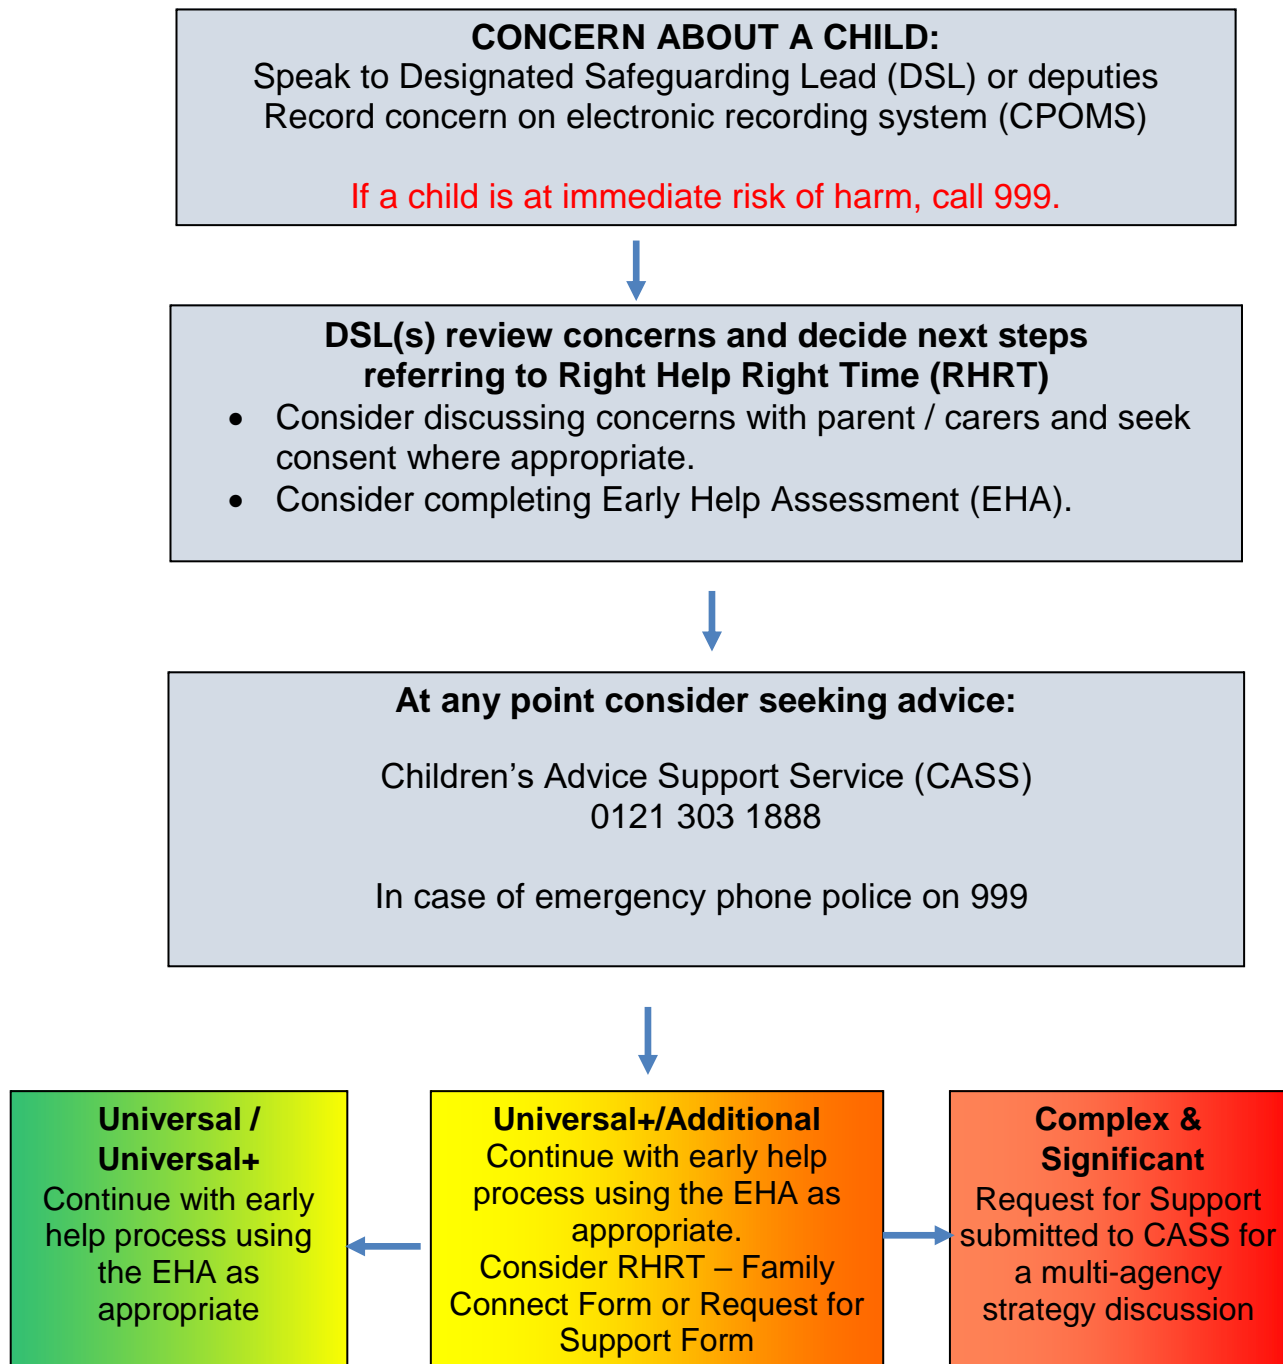 CONCERN ABOUT A CHILD:
Speak to Designated Safeguarding Lead (DSL) or deputies
Record concern on electronic recording system (CPOMS)
If a child is at immediate risk of harm, call 999.
DSL(s) review concerns and decide next steps
referring to Right Help Right Time (RHRT)
• Consider discussing concerns with parent / carers and seek
consent where appropriate.
• Consider completing Early Help Assessment (EHA).
At any point consider seeking advice:
Children’s Advice Support Service (CASS)
0121 303 1888
In case of emergency phone police on 999
Universal /
Universal+
Continue with early
help process using
the EHA as
appropriate
Universal+/Additional
Continue with early help
process using the EHA as
appropriate.
Consider RHRT – Family
Connect Form or Request for
Support Form
Complex &
Significant
Request for Support
submitted to CASS for
a multi-agency
strategy discussion